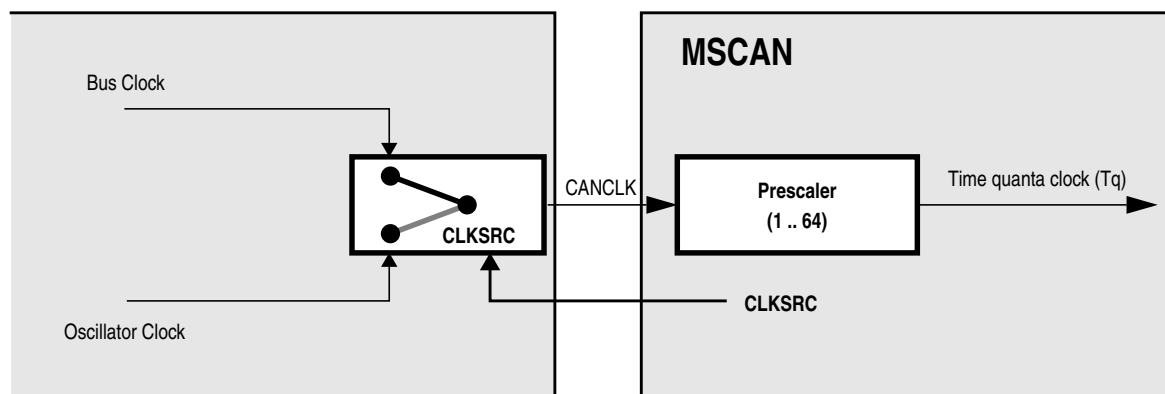 MSCAN
Bus Clock
CLKSRC
CANCLK
Prescaler
(1 .. 64)
Time quanta clock (Tq)
Oscillator Clock
CLKSRC